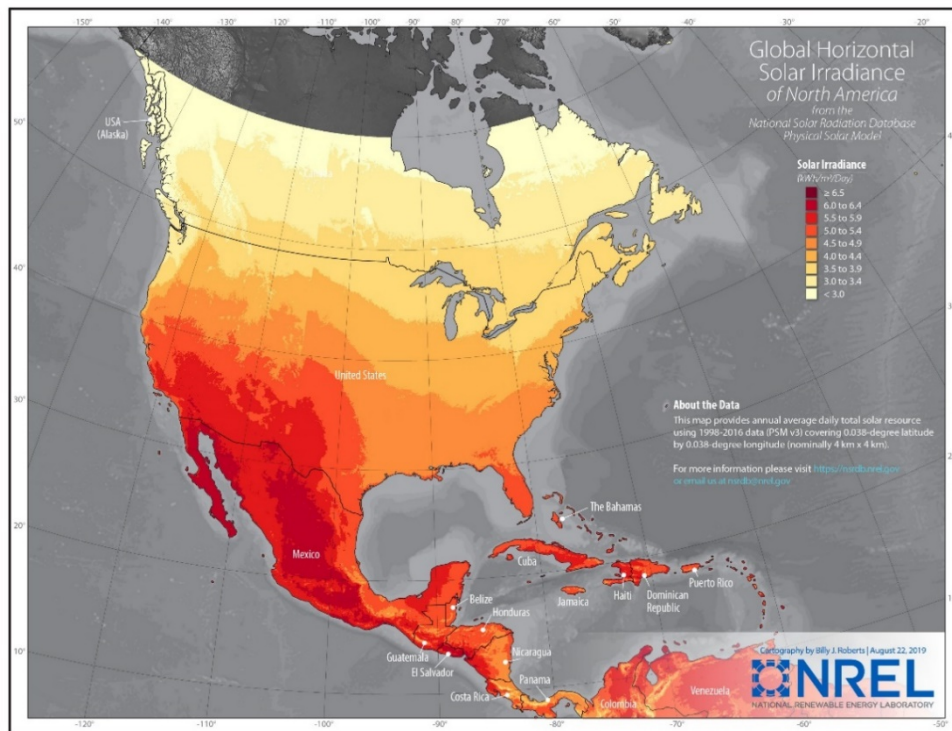 -150°
-140°
-130°
-120°
-110°
-100°
-90°
-80°
-70°
-60°
-50°
-40°
-30°
-20°
Global Horizontal
Solar Irradiance
of North America
from the
National Solar Radiation Database
Physical Solar Model
USA
(Alaska)
50°
40°
30°
20°
10°
Solar Irradiance
(kWh/m²/Day)
≥ 6.5
6.0 to 6.4
5.5 to 5.9
5.0 to 5.4
4.5 to 4.9
4.0 to 4.4
3.5 to 3.9
3.0 to 3.4
< 3.0
United States
About the Data
This map provides annual average daily total solar resource
using 1998-2016 data (PSM v3) covering 0.038-degree latitude
by 0.038-degree longitude (nominally 4 km x 4 km).
For more information please visit https://nsrdb.nrel.gov
or email us at nsrdb@nrel.gov
The Bahamas
Mexico
Cuba
Jamaica
Haiti
Dominican
Republic
Puerto Rico
Belize
Honduras
Guatemala
El Salvador
Nicaragua
Costa Rica
Panama
Colombia
Venezuela
Cartography by Billy J. Roberts | August 22, 2019
NREL
NATIONAL RENEWABLE ENERGY LABORATORY
-120°
-110°
-100°
-90°
-80°
-70°
-60°
-50°